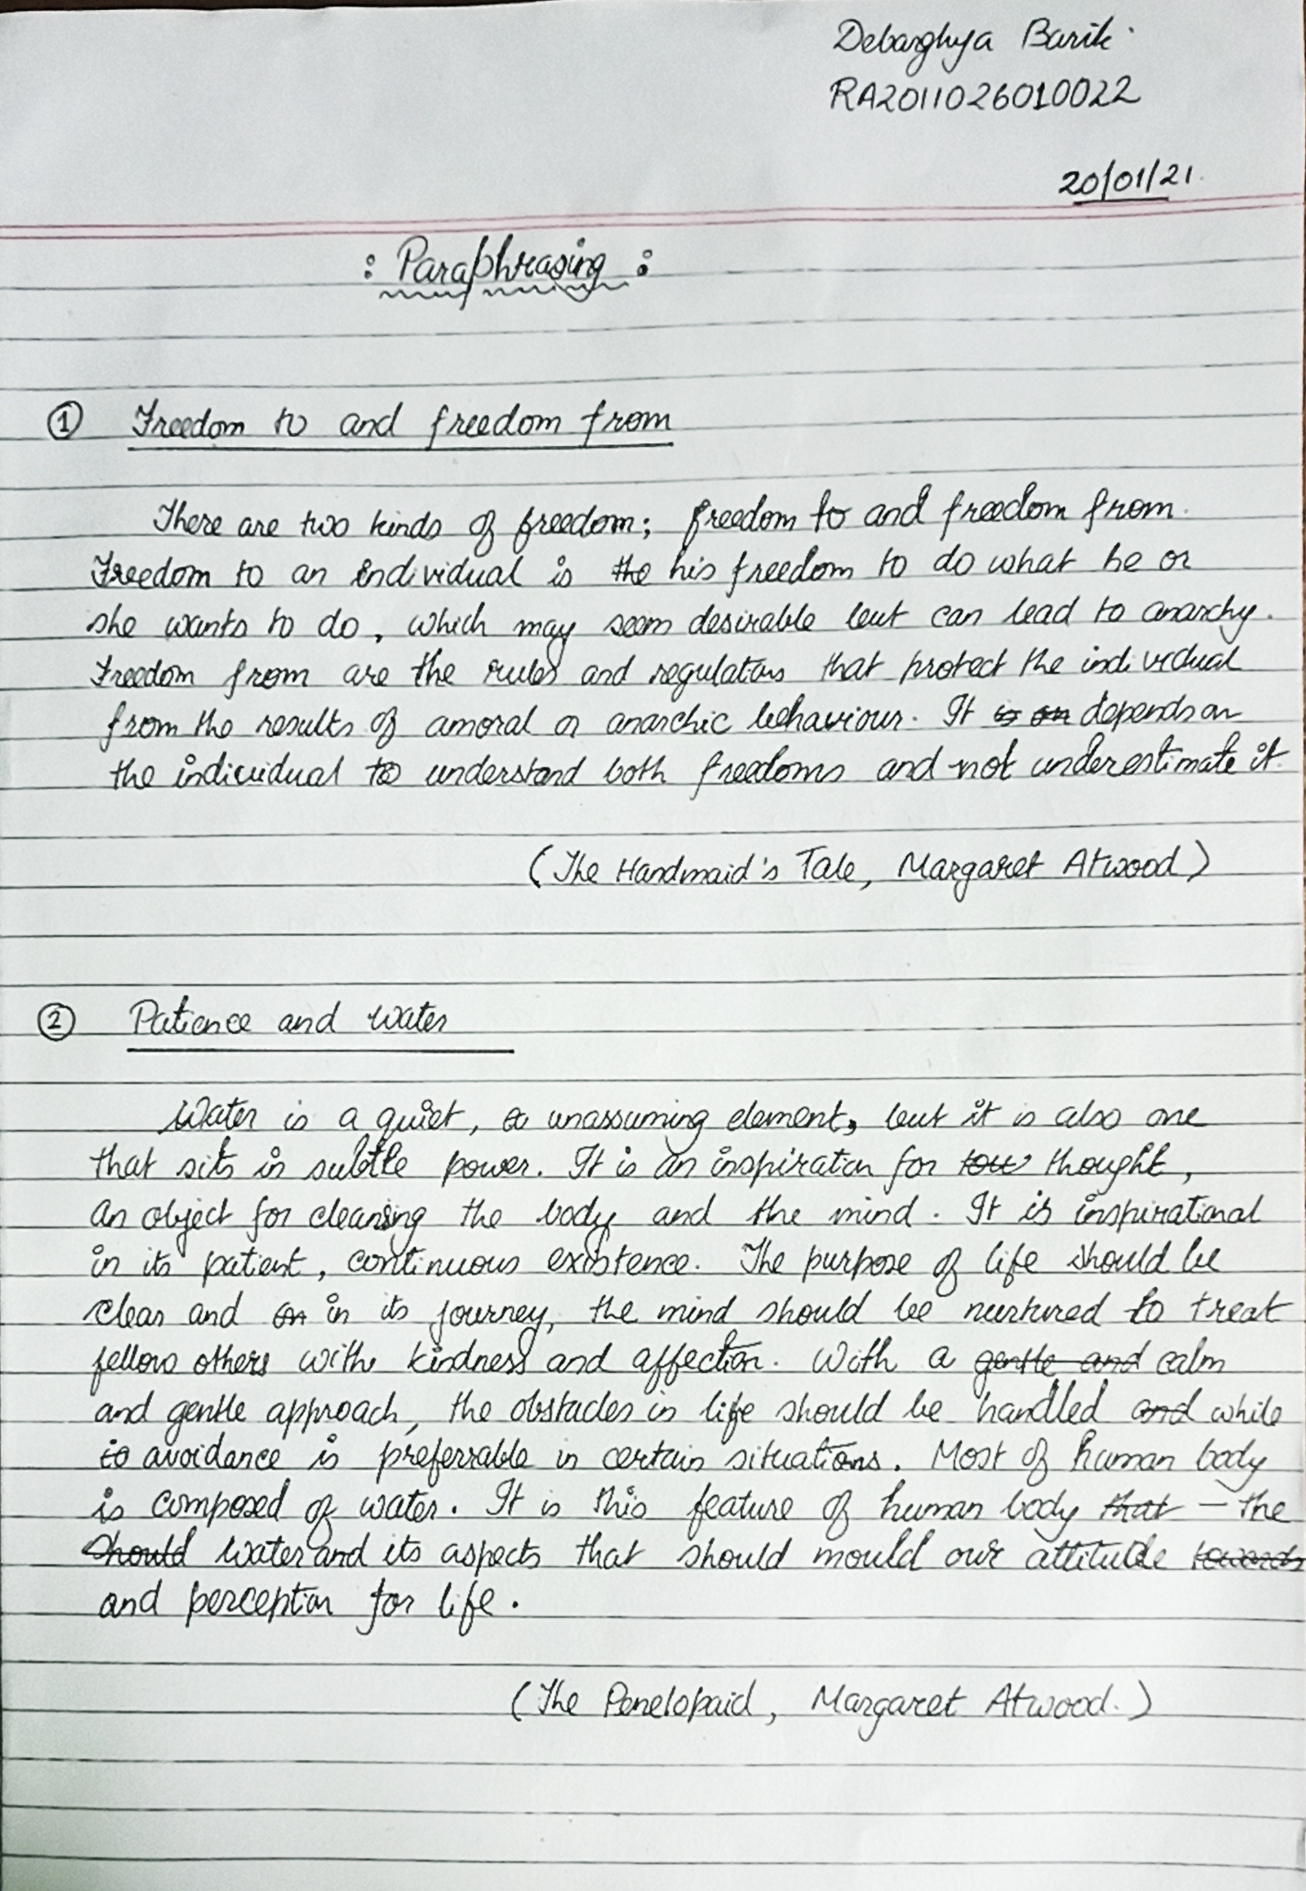 Debarghya Barik
RA2011026010022
20/01/21.
: Paraphrasing :
① Freedom to and freedom from
There are two kinds of freedom; freedom to and freedom from.
Freedom to an individual is the his freedom to do what he or
she wants to do, which may seem desirable but can lead to anarchy.
Freedom from are the rules and regulations that protect the individual
from the results of amoral or anarchic behaviour. It is on depends on
the individual to understand both freedoms and not underestimate it.
(The Handmaid's Tale, Margaret Atwood)
② Patience and water
Water is a quiet, a unassuming element, but it is also one
that sits in subtle power. It is an inspiration for thought,
an object for cleansing the body and the mind. It is inspirational
in its patient, continuous existence. The purpose of life should be
clear and on in its journey, the mind should be nurtured to treat
fellow others with kindness and affection. With a gentle and calm
and gentle approach, the obstacles in life should be handled and while
to avoidance is preferrable in certain situations. Most of human body
is composed of water. It is this feature of human body that – the
should water and its aspects that should mould our attitude towards
and perception for life.
(The Penelopaid, Margaret Atwood.)